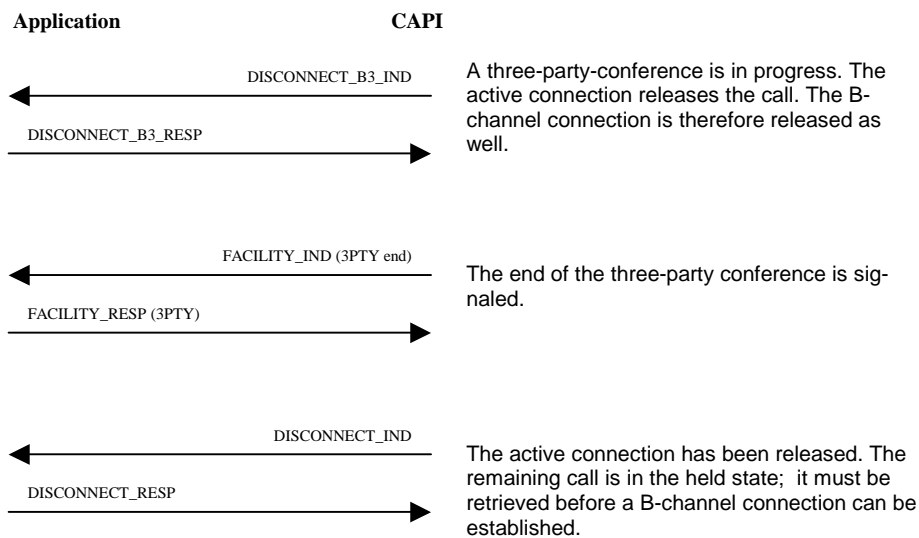 Application CAPI
DISCONNECT_B3_IND
A three-party-conference is in progress. The
active connection releases the call. The B-
channel connection is therefore released as
well.
DISCONNECT_B3_RESP
FACILITY_IND (3PTY end)
The end of the three-party conference is sig-
naled.
FACILITY_RESP (3PTY)
DISCONNECT_IND
The active connection has been released. The
remaining call is in the held state; it must be
retrieved before a B-channel connection can be
established.
DISCONNECT_RESP